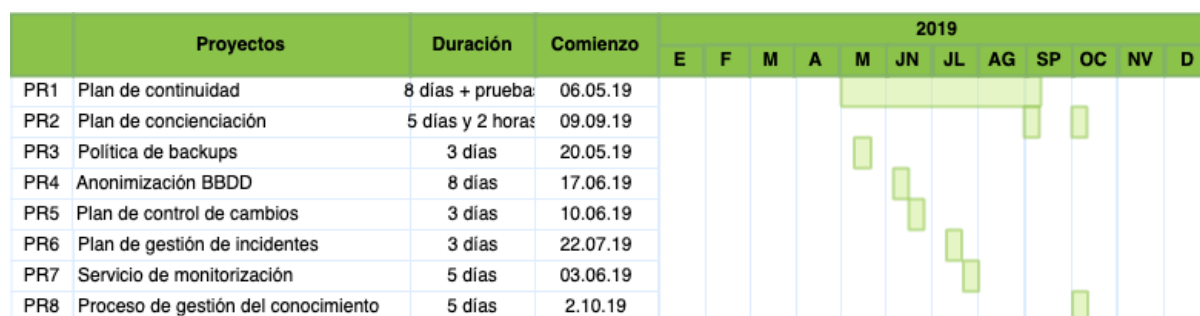 Proyectos Duración Comienzo 2019
E F M A M JN JL AG SP OC NV D
PR1 Plan de continuidad 8 días + prueba 06.05.19
PR2 Plan de concienciación 5 días y 2 horas 09.09.19
PR3 Política de backups 3 días 20.05.19
PR4 Anonimización BBDD 8 días 17.06.19
PR5 Plan de control de cambios 3 días 10.06.19
PR6 Plan de gestión de incidentes 3 días 22.07.19
PR7 Servicio de monitorización 5 días 03.06.19
PR8 Proceso de gestión del conocimiento 5 días 2.10.19